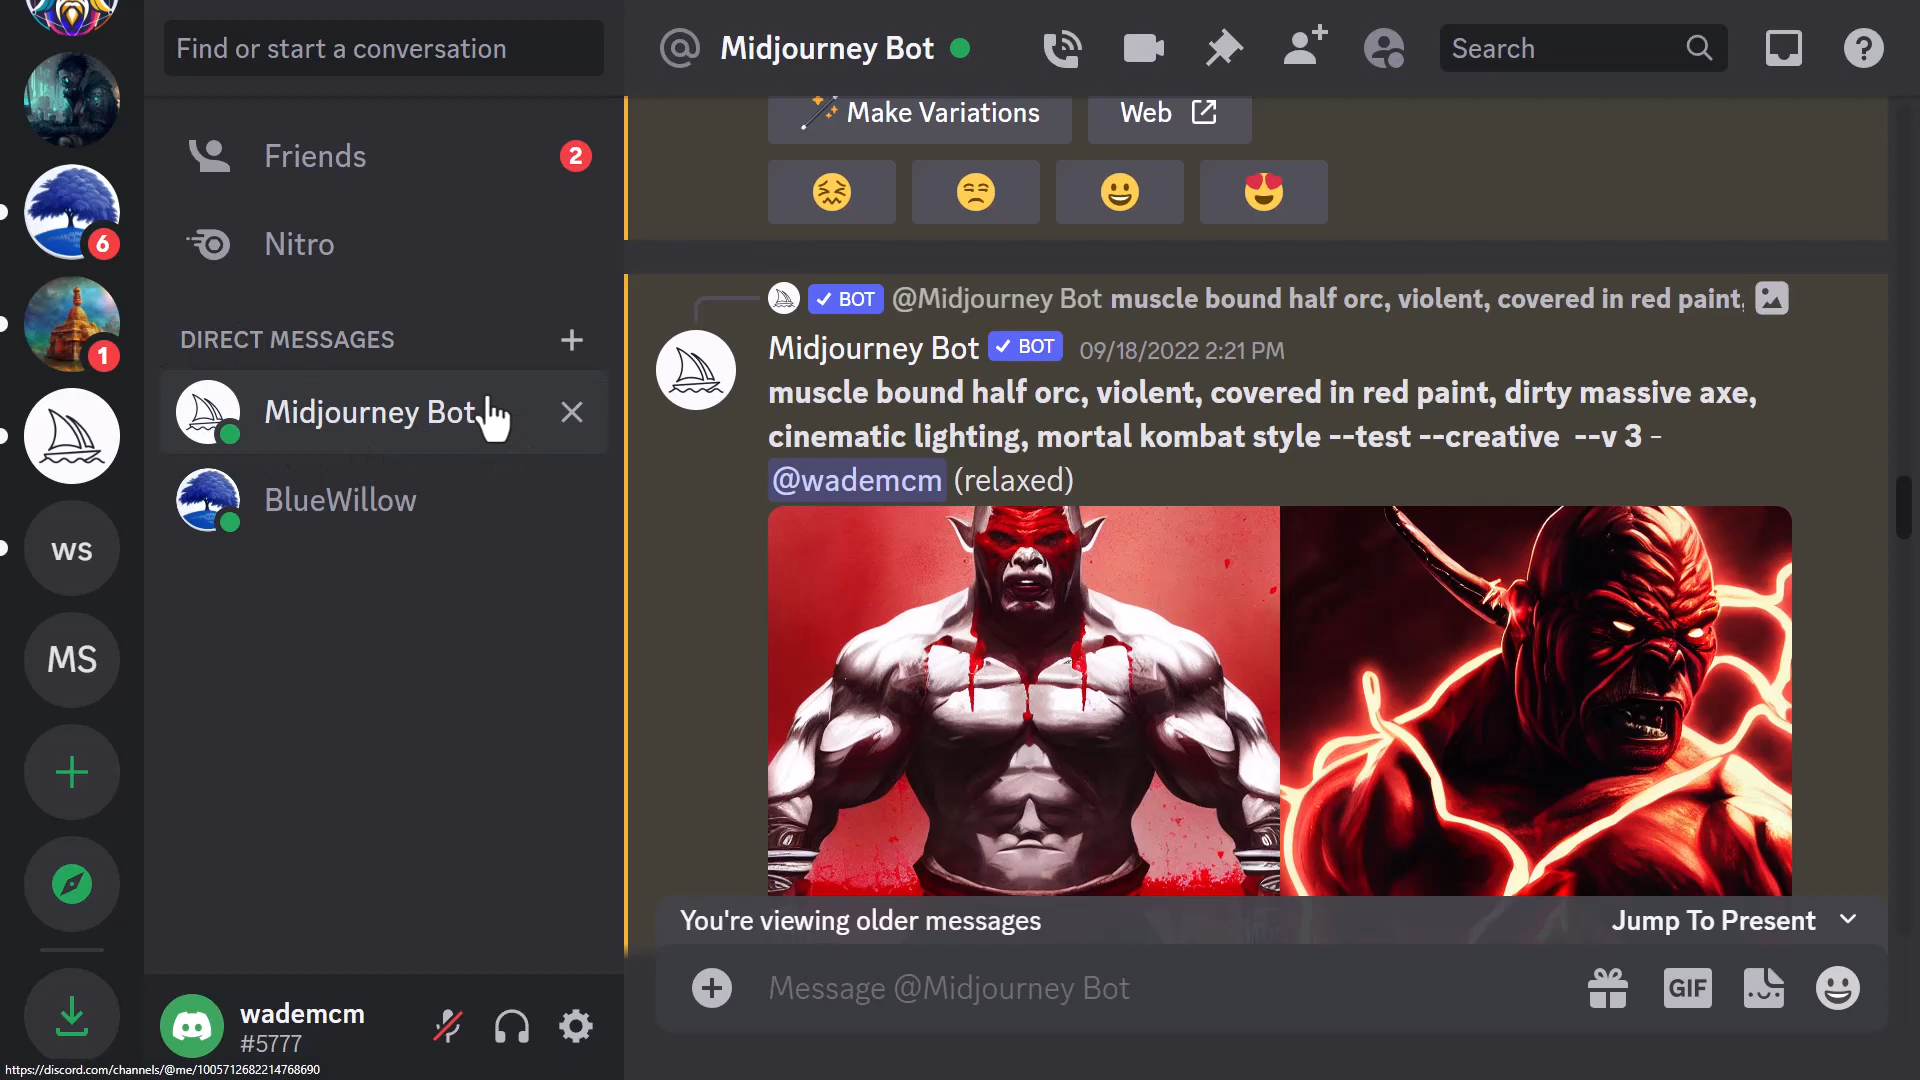 Find or start a conversation
Friends
2
Nitro
DIRECT MESSAGES
Midjourney Bot
BlueWillow
6
1
ws
MS
wademcm
#5777
https://discord.com/channels/@me/1005712682214768690
Midjourney Bot
Search
Make Variations
Web
BOT @Midjourney Bot muscle bound half orc, violent, covered in red paint,
Midjourney Bot BOT 09/18/2022 2:21 PM
muscle bound half orc, violent, covered in red paint, dirty massive axe,
cinematic lighting, mortal kombat style --test --creative --v 3 -
@wademcm (relaxed)
You're viewing older messages
Jump To Present
Message @Midjourney Bot
GIF